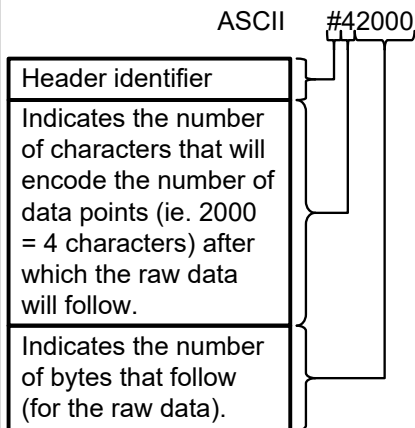 ASCII #42000
Header identifier
Indicates the number
of characters that will
encode the number of
data points (ie. 2000
= 4 characters) after
which the raw data
will follow.
Indicates the number
of bytes that follow
(for the raw data).